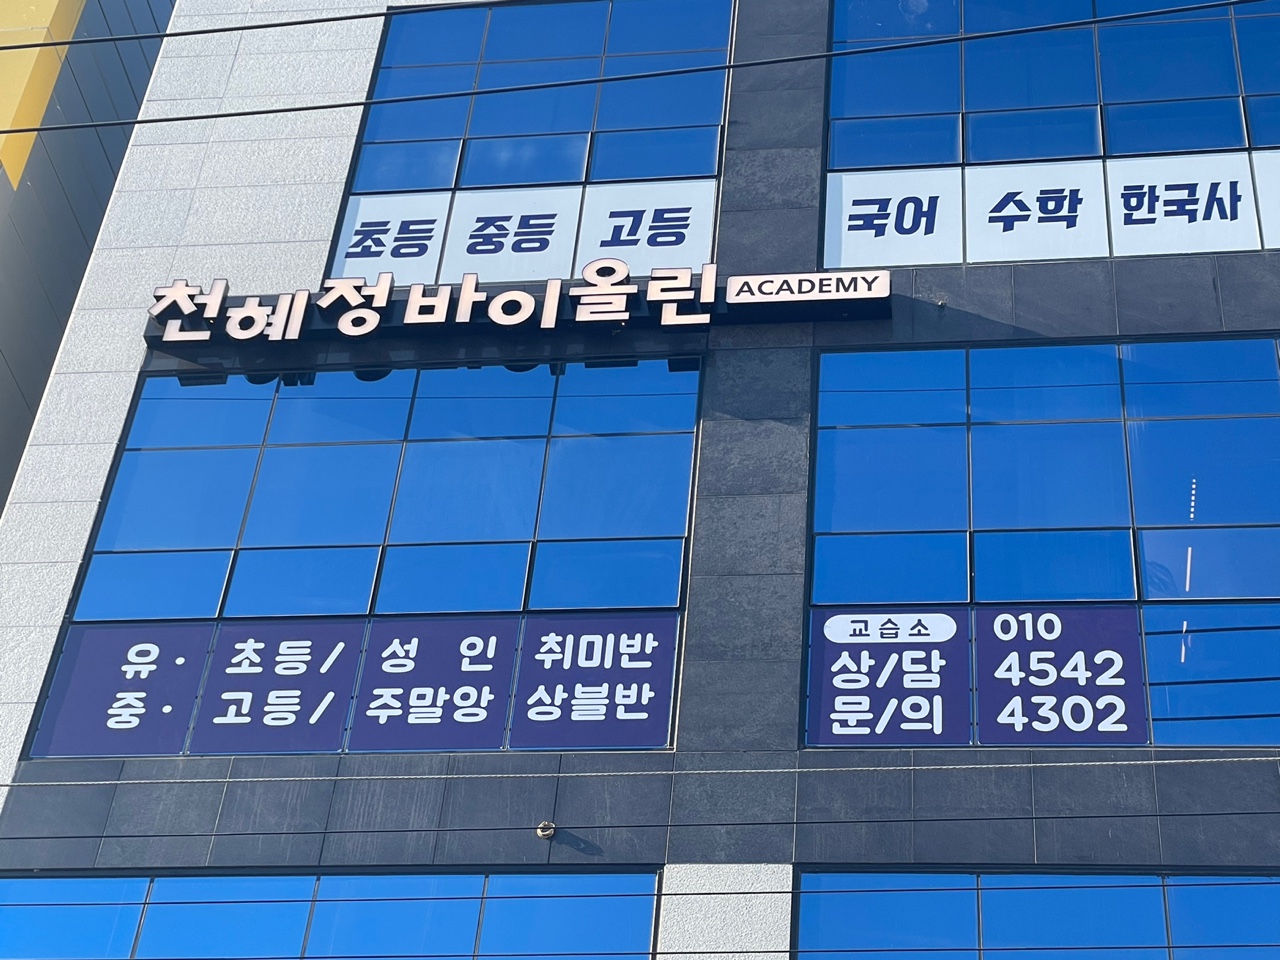 초등 중등 고등
국어 수학 한국사
천혜정바이올린 ACADEMY
유·초등/성 인 취미반
중·고등/주말앙상블반
교습소
상/담
문/의
010
4542
4302